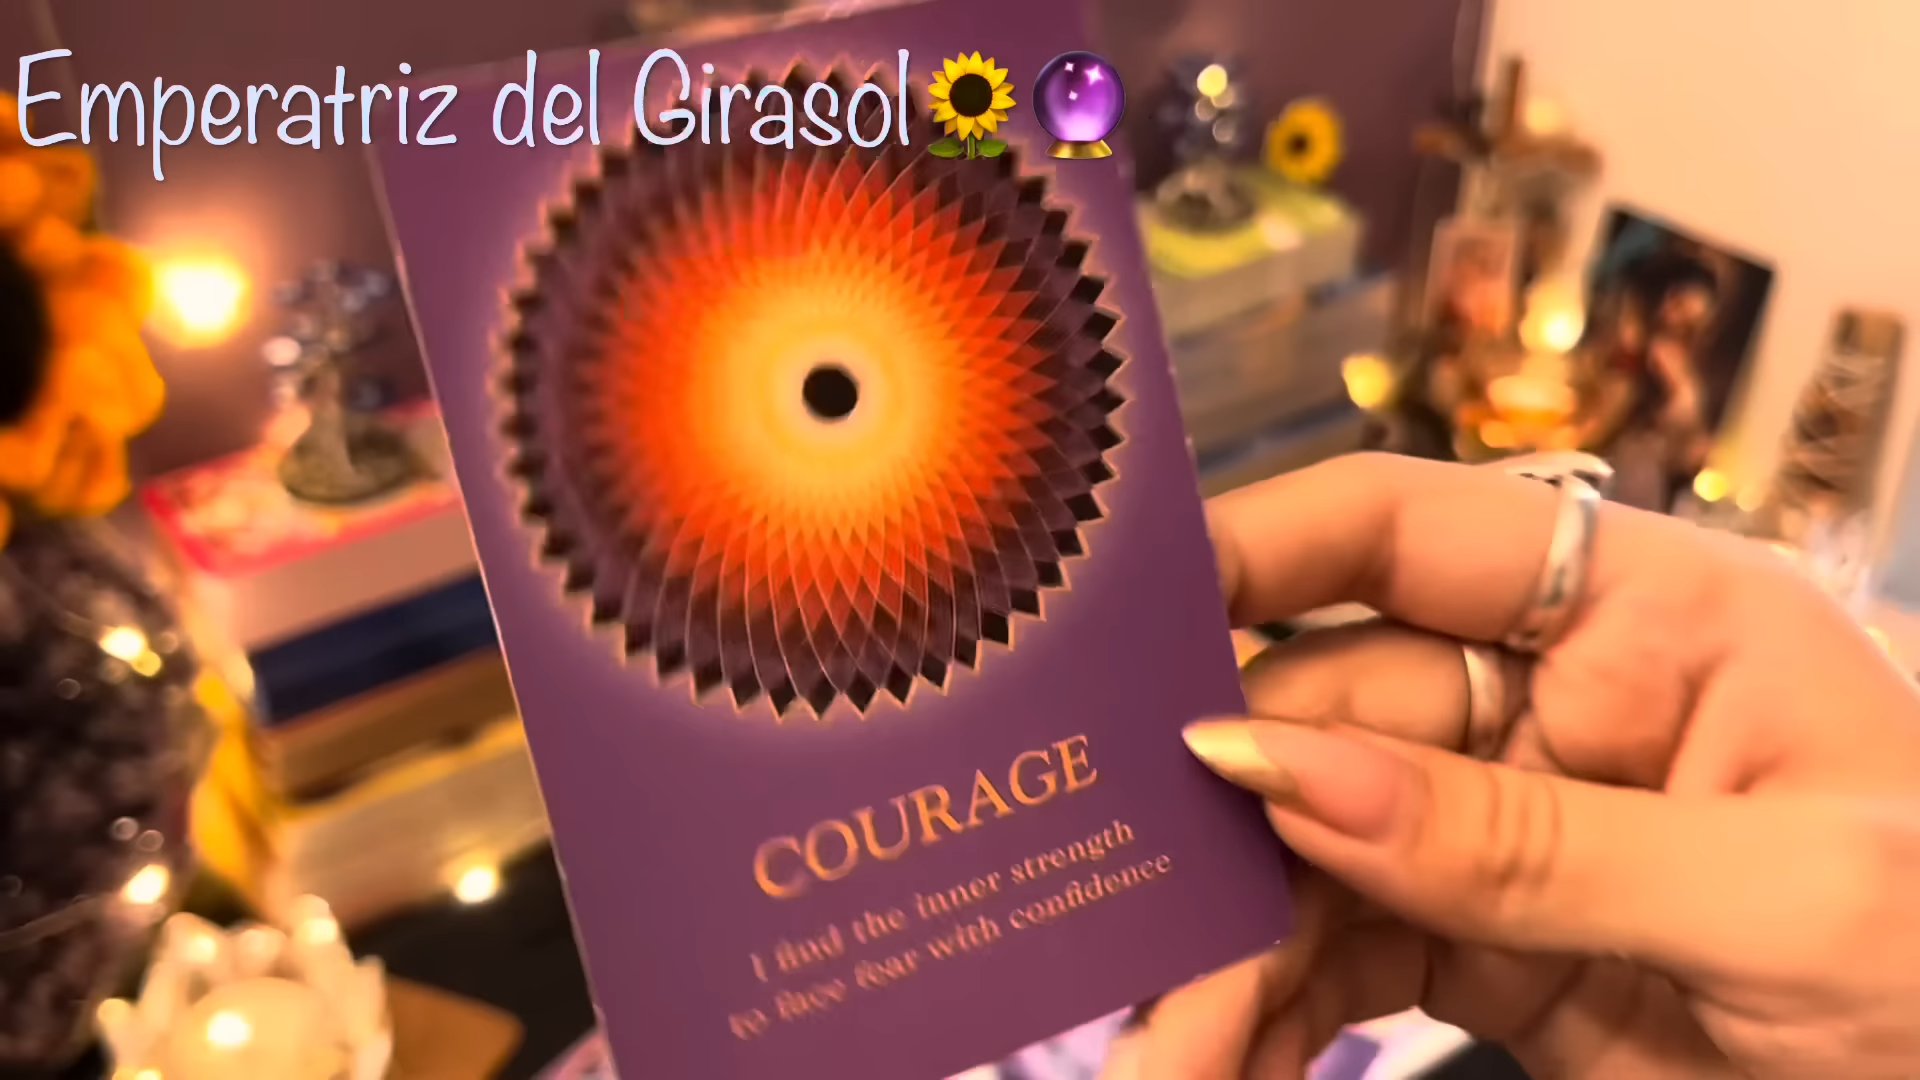 Emperatriz del Girasol🌻🔮
COURAGE
I find the inner strength
to face fear with confidence